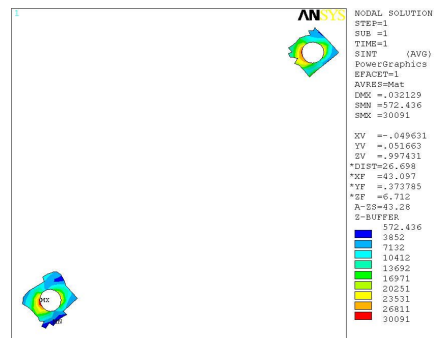 1
ANSYS
NODAL SOLUTION
STEP=1
SUB =1
TIME=1
SINT (AVG)
PowerGraphics
EFACET=1
AVRES=Mat
DMX =.032129
SMN =572.436
SMX =30091
XV =-.049631
YV =.051663
ZV =.997431
*DIST=26.698
*XF =43.097
*YF =.373785
*ZF =6.712
A-ZS=43.28
Z-BUFFER
572.436
3852
7132
10412
13692
16971
20251
23531
26811
30091
MX